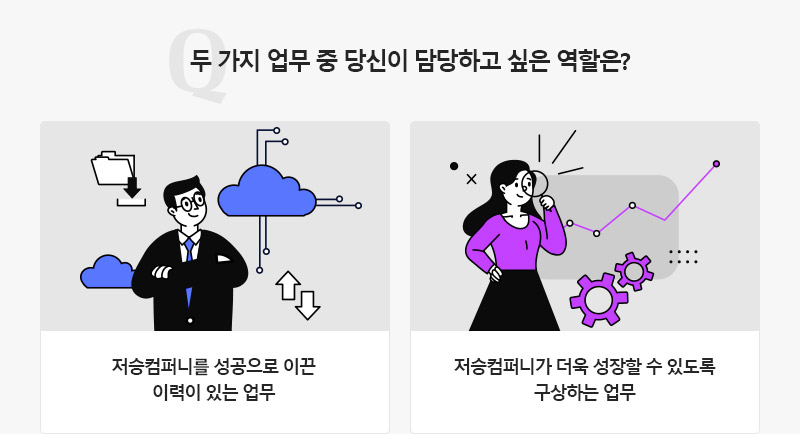 Q
두 가지 업무 중 당신이 담당하고 싶은 역할은?
저승컴퍼니를 성공으로 이끈
이력이 있는 업무
저승컴퍼니가 더욱 성장할 수 있도록
구상하는 업무